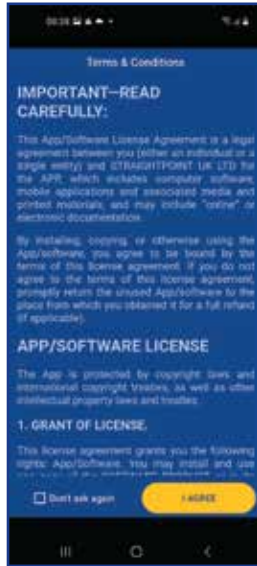 08:28
Terms & Conditions
IMPORTANT—READ
CAREFULLY:
This App/Software License Agreement is a legal
agreement between you (either an individual or a
single entity) and STRAIGHTPOINT UK LTD for
the APP, which includes computer software,
mobile applications and associated media and
printed materials, and may include "online" or
electronic documentation.
By installing, copying, or otherwise using the
App/software, you agree to be bound by the
terms of this license agreement. If you do not
agree to the terms of this license agreement,
promptly return the unused App/software to the
place from which you obtained it for a full refund
(if applicable).
APP/SOFTWARE LICENSE
The App is protected by copyright laws and
international copyright treaties, as well as other
intellectual property laws and treaties.
1. GRANT OF LICENSE.
This license agreement grants you the following
rights: App/Software. You may install and use
Don't ask again
I AGREE